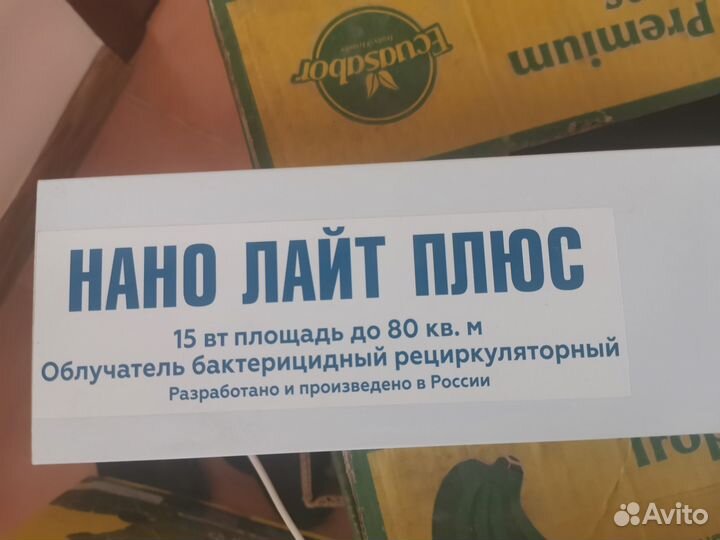 Premium
Ecuasabor
НАНО ЛАЙТ ПЛЮС
15 вт площадь до 80 кв. м
Облучатель бактерицидный рециркуляторный
Разработано и произведено в России
Avito